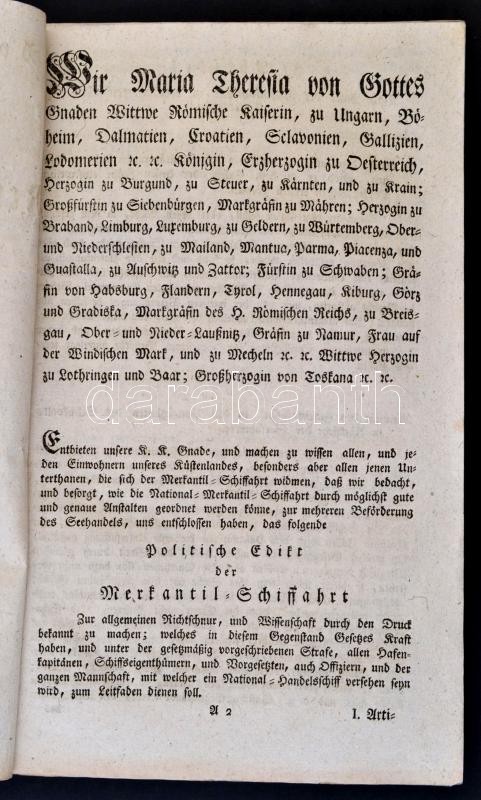 Wir Maria Theresia von Gottes
Gnaden Wittwe Römische Kaiserin, zu Ungarn, Bö-
heim, Dalmatien, Croatien, Sclavonien, Gallizien,
Lodomerien ꝛc. ꝛc. Königin, Erzherzogin zu Oesterreich,
Herzogin zu Burgund, zu Steuer, zu Kärnten, und zu Krain;
Großfürstin zu Siebenbürgen, Markgräfin zu Mähren; Herzogin zu
Braband, Limburg, Luxemburg, zu Geldern, zu Würtemberg, Ober-
und Niederschlesien, zu Mailand, Mantua, Parma, Piacenza, und
Guastalla, zu Auschwitz und Zattor; Fürstin zu Schwaben; Grä-
fin von Habsburg, Flandern, Tyrol, Hennegau, Kiburg, Görz
und Gradiska, Markgräfin des H. Römischen Reichs, zu Breis-
gau, Ober- und Nieder-Laußnitz, Gräfin zu Namur, Frau auf
der Windischen Mark, und zu Mecheln ꝛc. ꝛc. Wittwe Herzogin
zu Lothringen und Baar; Großherzogin von Toskana ꝛc. ꝛc.
darabanth
Entbieten unsere K. K. Gnade, und machen zu wissen allen, und je-
den Einwohnern unseres Küstenlandes, besonders aber allen jenen Un-
terthanen, die sich der Merkantil-Schiffahrt widmen, daß wir bedacht,
und besorgt, wie die National-Merkantil-Schiffahrt durch möglichst gute
und genaue Anstalten geordnet werden könne, zur mehreren Beförderung
des Seehandels, uns entschlossen haben, das folgende
Politische Edikt
der
Merkantil-Schiffahrt
Zur allgemeinen Richtschnur, und Wissenschaft durch den Druck
bekannt zu machen; welches in diesem Gegenstand Gesetzes Kraft
haben, und unter der gesetzmäßig vorgeschriebenen Strafe, allen Hafen-
kapitänen, Schiffseigenthümern, und Vorgesetzten, auch Offiziern, und der
ganzen Mannschaft, mit welcher ein National-Handelsschiff versehen seyn
wird, zum Leitfaden dienen soll.
A 2 I. Arti-